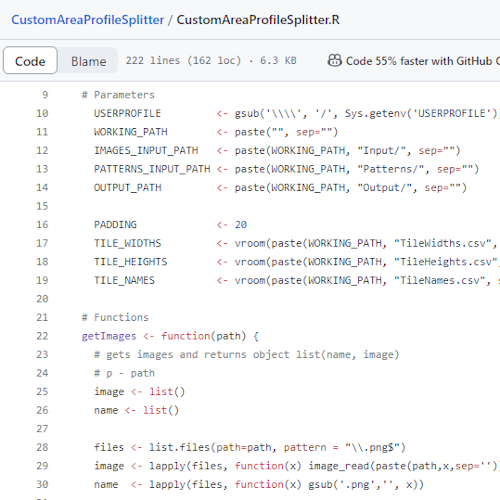 CustomAreaProfileSplitter / CustomAreaProfileSplitter.R
Code Blame 222 lines (162 loc) · 6.3 KB Code 55% faster with GitHub
9 # Parameters
10 USERPROFILE <- gsub('\\\\', '/', Sys.getenv('USERPROFILE')
11 WORKING_PATH <- paste("", sep="")
12 IMAGES_INPUT_PATH <- paste(WORKING_PATH, "Input/", sep="")
13 PATTERNS_INPUT_PATH <- paste(WORKING_PATH, "Patterns/", sep="")
14 OUTPUT_PATH <- paste(WORKING_PATH, "Output/", sep="")
15
16 PADDING <- 20
17 TILE_WIDTHS <- vroom(paste(WORKING_PATH, "TileWidths.csv",
18 TILE_HEIGHTS <- vroom(paste(WORKING_PATH, "TileHeights.csv"
19 TILE_NAMES <- vroom(paste(WORKING_PATH, "TileNames.csv",
20
21 # Functions
22 getImages <- function(path) {
23 # gets images and returns object list(name, image)
24 # p - path
25 image <- list()
26 name <- list()
27
28 files <- list.files(path=path, pattern = "\\.png$")
29 image <- lapply(files, function(x) image_read(paste(path,x,sep='')
30 name <- lapply(files, function(x) gsub('.png','', x))